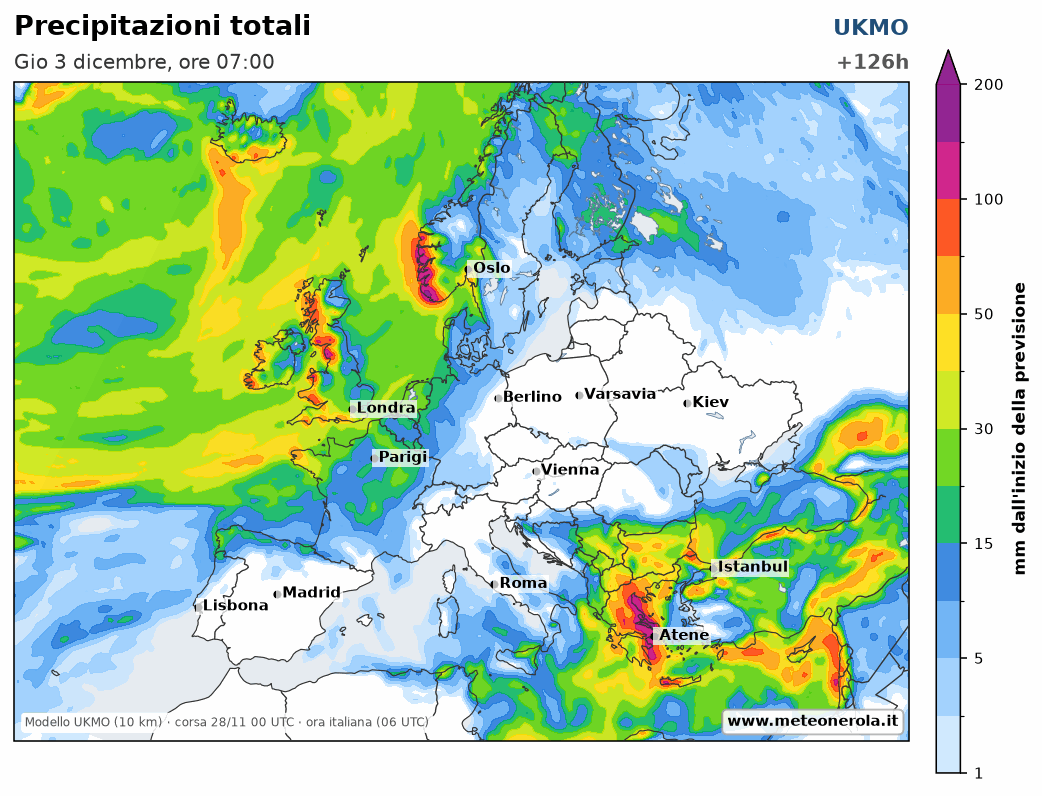 Precipitazioni totali
UKMO
Gio 3 dicembre, ore 07:00
+126h
200
100
50
30
15
5
1
mm dall'inizio della previsione
Oslo
Londra
Berlino
Varsavia
Kiev
Parigi
Vienna
Istanbul
Roma
Madrid
Lisbona
Atene
Modello UKMO (10 km) · corsa 28/11 00 UTC · ora italiana (06 UTC)
www.meteonerola.it